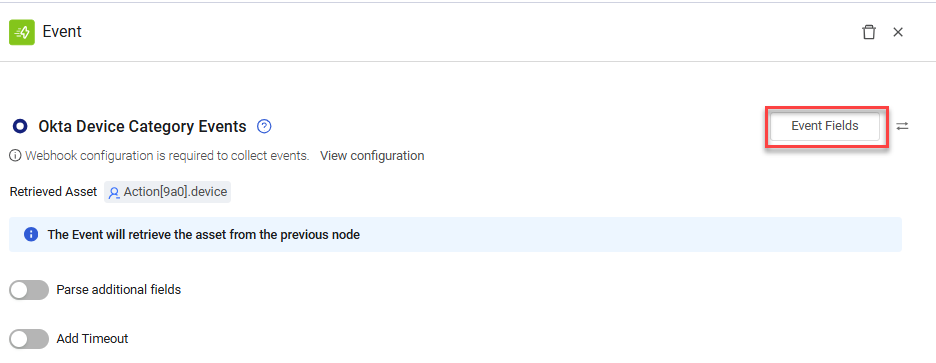 Event
Okta Device Category Events
Event Fields
Webhook configuration is required to collect events. View configuration
Retrieved Asset Action[9a0].device
The Event will retrieve the asset from the previous node
Parse additional fields
Add Timeout